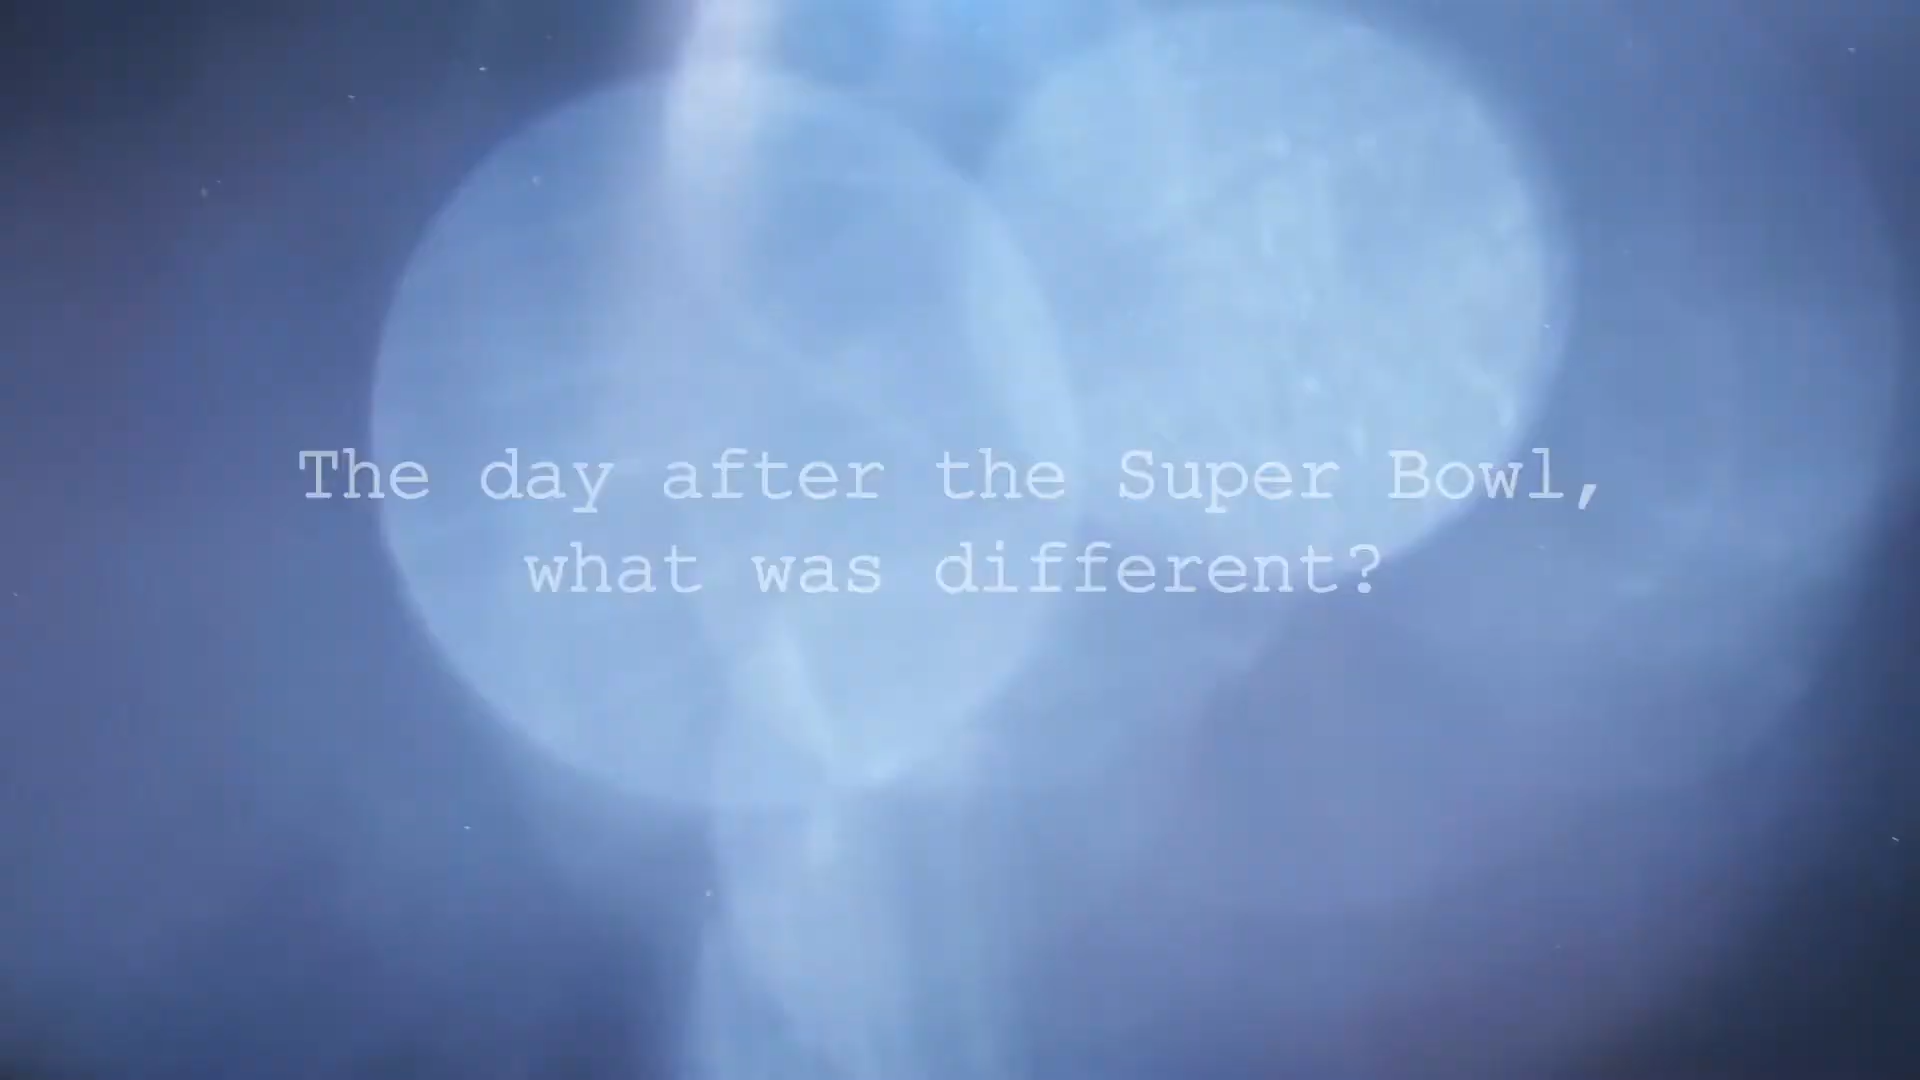 The day after the Super Bowl,
what was different?